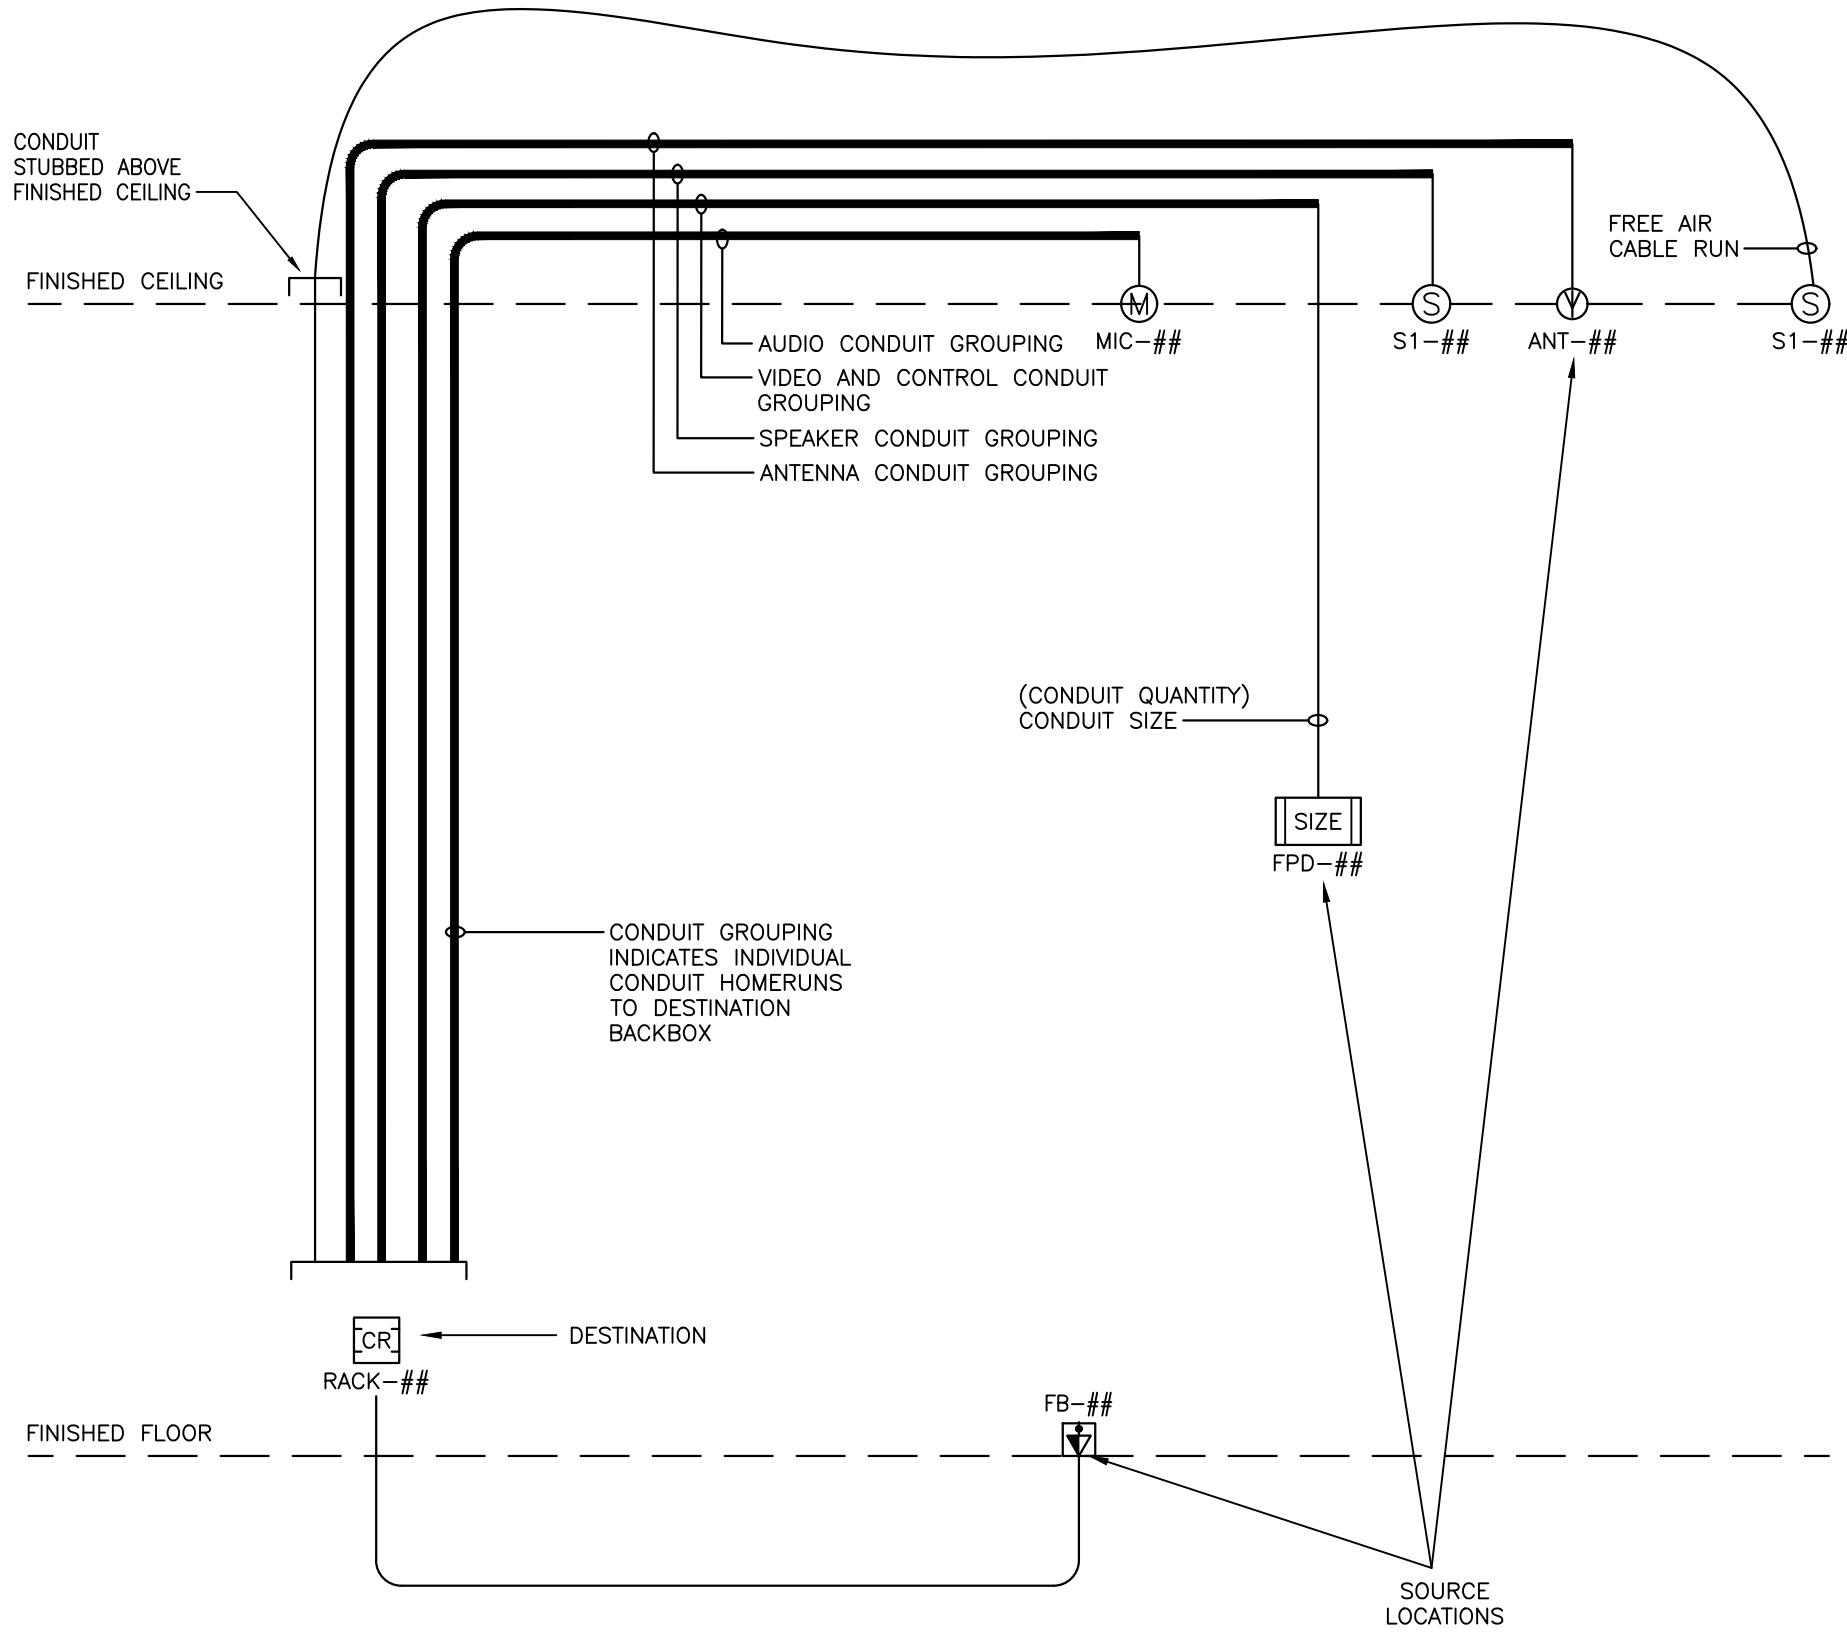 CONDUIT
STUBBED ABOVE
FINISHED CEILING
FREE AIR
CABLE RUN
FINISHED CEILING
M
S
S
MIC-##
S1-##
ANT-##
S1-##
AUDIO CONDUIT GROUPING
VIDEO AND CONTROL CONDUIT
GROUPING
SPEAKER CONDUIT GROUPING
ANTENNA CONDUIT GROUPING
(CONDUIT QUANTITY)
CONDUIT SIZE
SIZE
FPD-##
CONDUIT GROUPING
INDICATES INDIVIDUAL
CONDUIT HOMERUNS
TO DESTINATION
BACKBOX
CR
DESTINATION
RACK-##
FB-##
FINISHED FLOOR
SOURCE
LOCATIONS